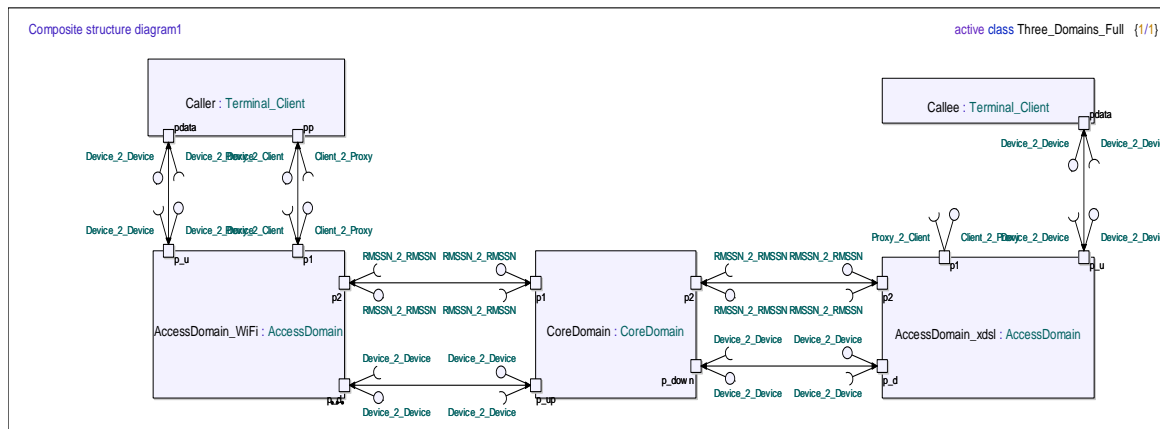 Composite structure diagram1
active class Three_Domains_Full {1/1}
Caller : Terminal_Client
Callee : Terminal_Client
pdata
pp
pdata
Device_2_Device
Client_2_Proxy
Device_2_Device
Device_2_Device
Client_2_Proxy
Proxy_2_Client
Device_2_Device
p_u
p1
p1
p_u
RMSSN_2_RMSSN RMSSN_2_RMSSN
RMSSN_2_RMSSN RMSSN_2_RMSSN
p2
p1
p2
p2
RMSSN_2_RMSSN RMSSN_2_RMSSN
RMSSN_2_RMSSN RMSSN_2_RMSSN
AccessDomain_WiFi : AccessDomain
CoreDomain : CoreDomain
AccessDomain_xdsl : AccessDomain
Device_2_Device Device_2_Device
Device_2_Device Device_2_Device
p_down
p_d
p_up
Device_2_Device Device_2_Device
Device_2_Device Device_2_Device